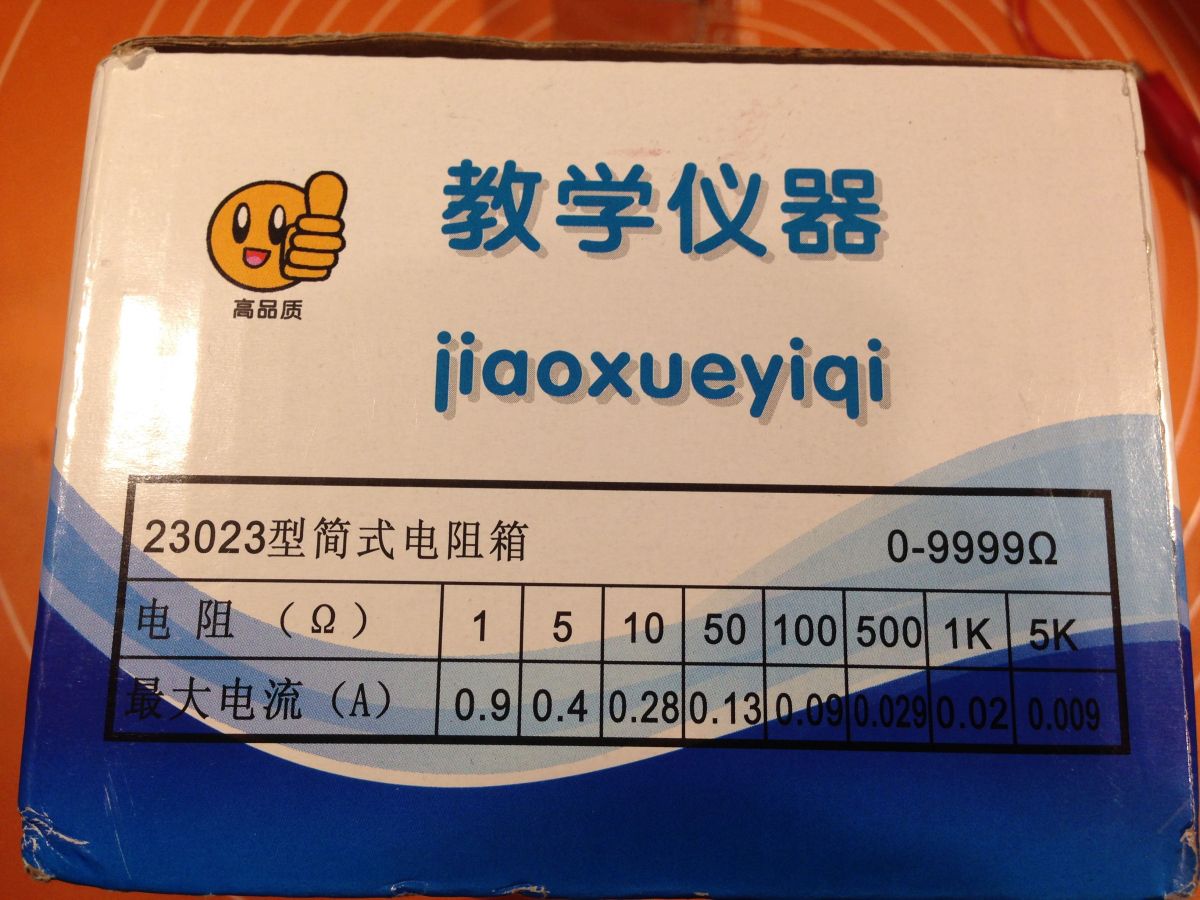 教学仪器
高品质
jiaoxueyiqi
23023型简式电阻箱 0-9999Ω
电阻（Ω） 1 5 10 50 100 500 1K 5K
最大电流（A） 0.9 0.4 0.28 0.13 0.09 0.029 0.02 0.009